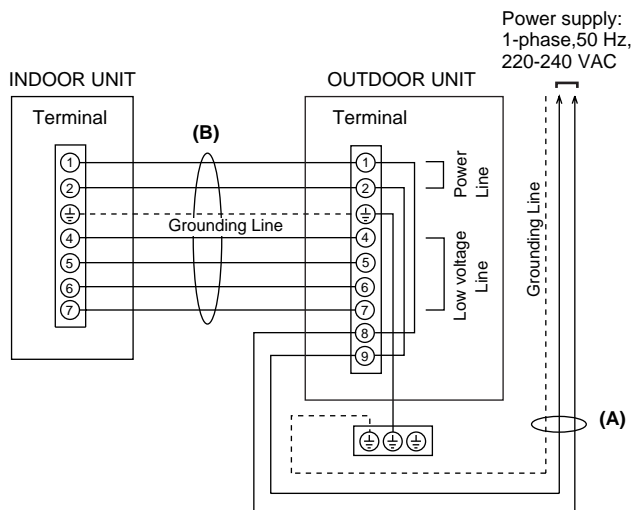 Power supply:
1-phase,50 Hz,
220-240 VAC
INDOOR UNIT
OUTDOOR UNIT
Terminal
(B)
Terminal
1
2
4
5
6
7
Grounding Line
1
2
4
5
6
7
8
9
Power
Line
Low voltage
Line
Grounding Line
(A)